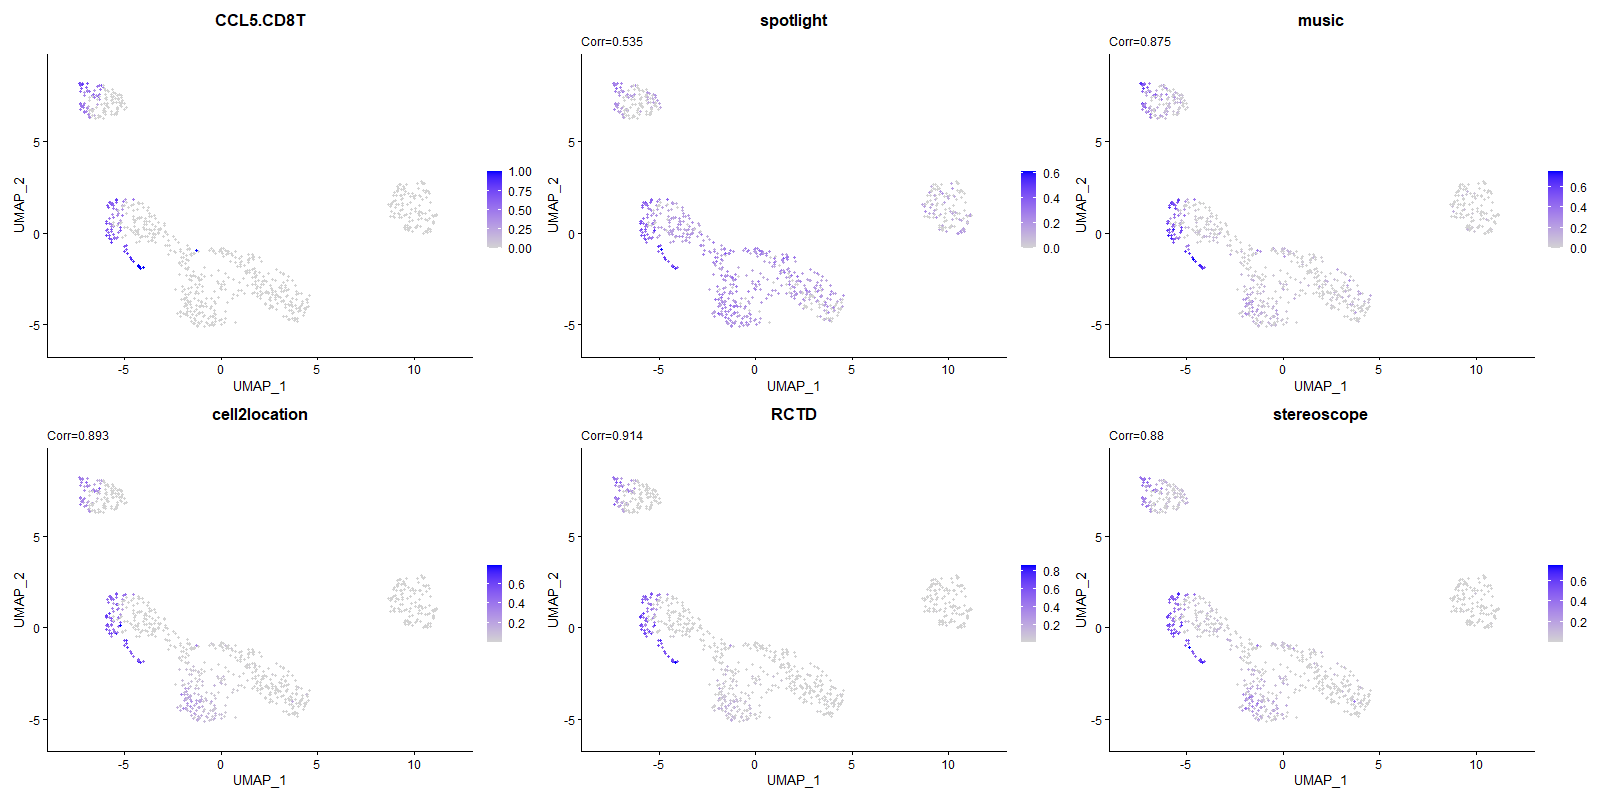 CCL5.CD8T
spotlight
music
Corr=0.535
Corr=0.875
5
0
-5
UMAP_2
1.00
0.75
0.50
0.25
0.00
-5
0
5
10
UMAP_1
5
0
-5
UMAP_2
0.6
0.4
0.2
0.0
-5
0
5
10
UMAP_1
5
0
-5
UMAP_2
0.6
0.4
0.2
0.0
-5
0
5
10
UMAP_1
cell2location
RCTD
stereoscope
Corr=0.893
Corr=0.914
Corr=0.88
5
0
-5
UMAP_2
0.6
0.4
0.2
-5
0
5
10
UMAP_1
5
0
-5
UMAP_2
0.8
0.6
0.4
0.2
-5
0
5
10
UMAP_1
5
0
-5
UMAP_2
0.6
0.4
0.2
-5
0
5
10
UMAP_1